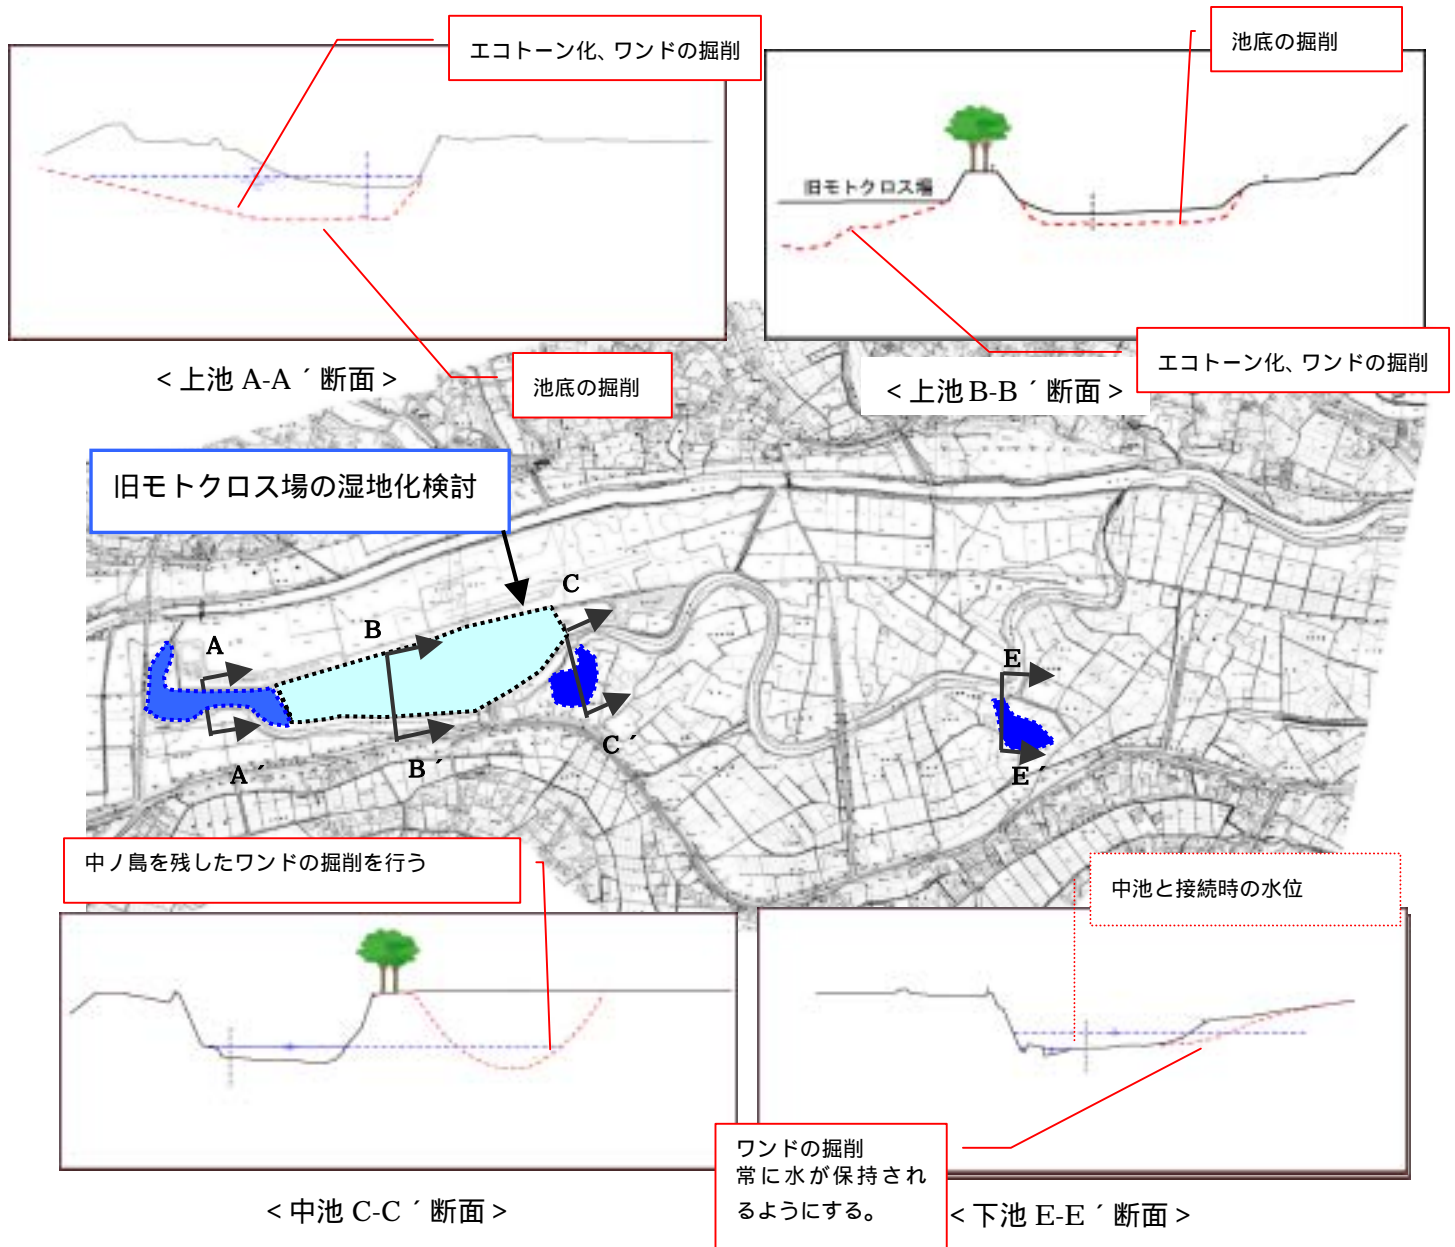 エコトーン化、ワンドの掘削
池底の掘削
旧モトクロス場
エコトーン化、ワンドの掘削
池底の掘削
<上池 A-A´断面>
<上池 B-B´断面>
旧モトクロス場の湿地化検討
A
B
C
E
A´
B´
C´
E´
中ノ島を残したワンドの掘削を行う
中池と接続時の水位
ワンドの掘削
常に水が保持され
るようにする。
<中池 C-C´断面>
<下池 E-E´断面>